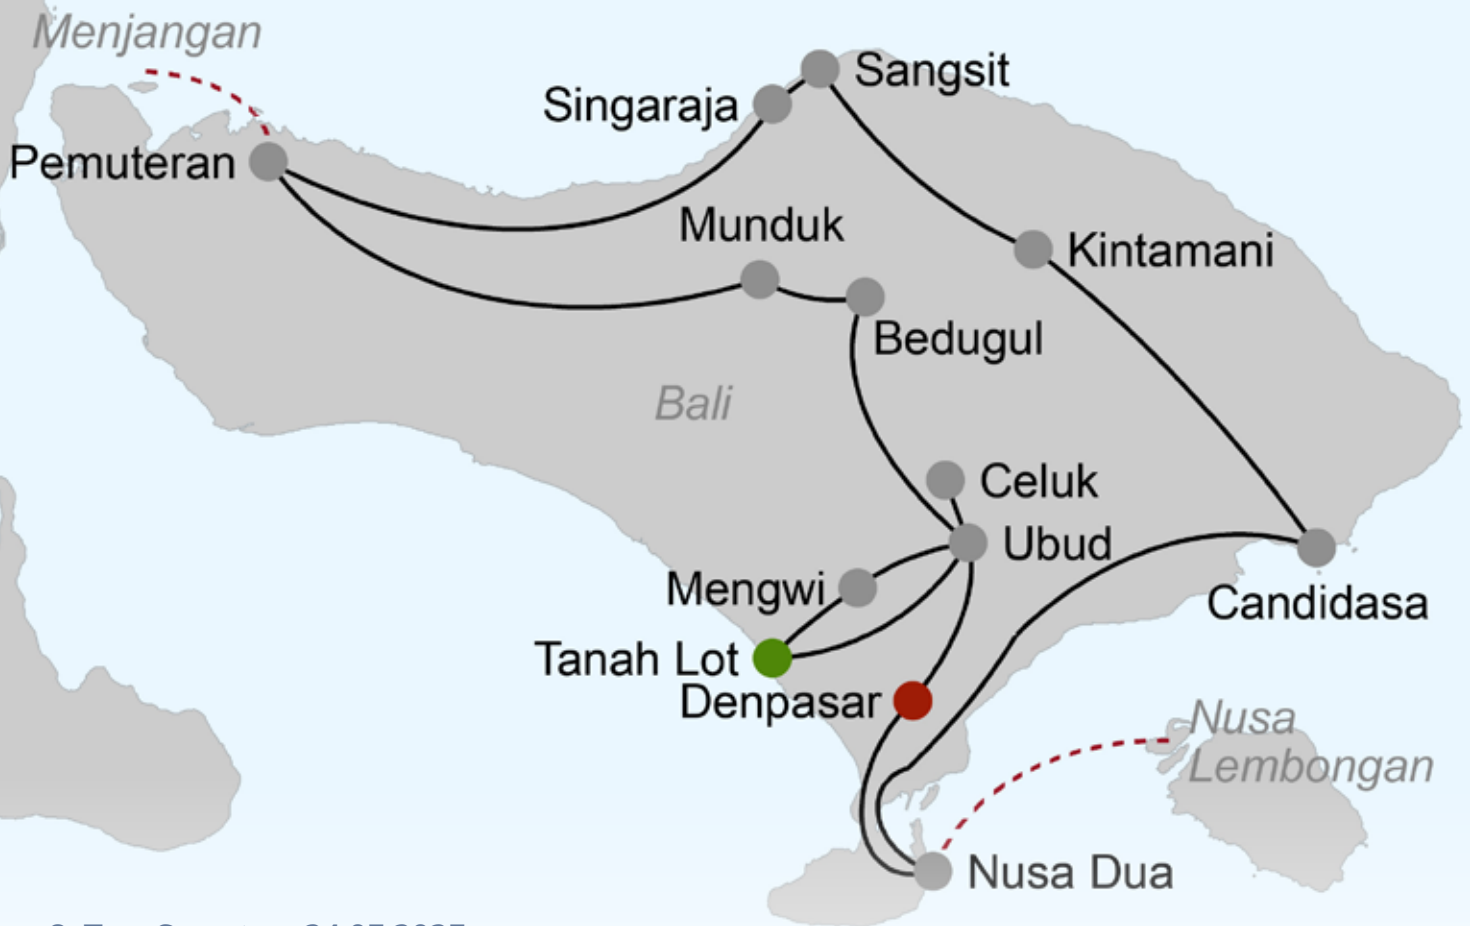 Menjangan
Sangsit
Singaraja
Pemuteran
Munduk
Kintamani
Bedugul
Bali
Celuk
Ubud
Mengwi
Candidasa
Tanah Lot
Denpasar
Nusa
Lembongan
Nusa Dua